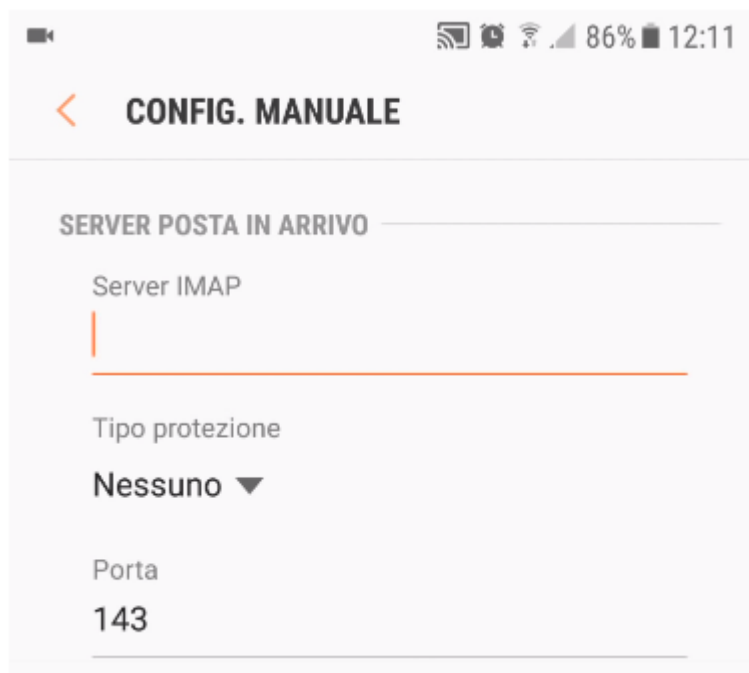 86% 12:11
CONFIG. MANUALE
SERVER POSTA IN ARRIVO
Server IMAP
Tipo protezione
Nessuno
Porta
143